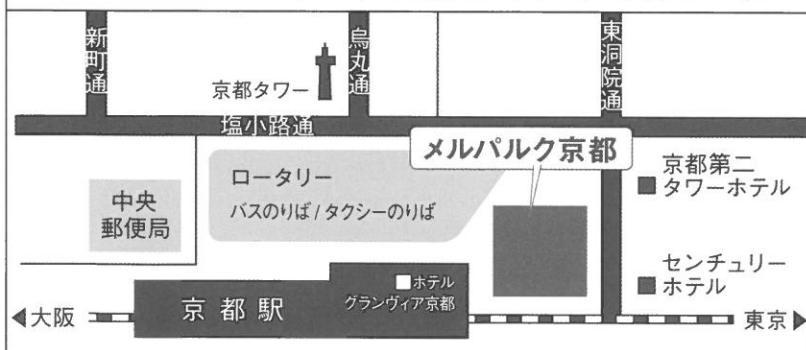 新町通
烏丸通
東洞院通
京都タワー
塩小路通
メルパルク京都
ロータリー
バスのりば / タクシーのりば
中央
郵便局
京都第二
タワーホテル
センチュリー
ホテル
ホテル
グランヴィア京都
京都駅
大阪
東京